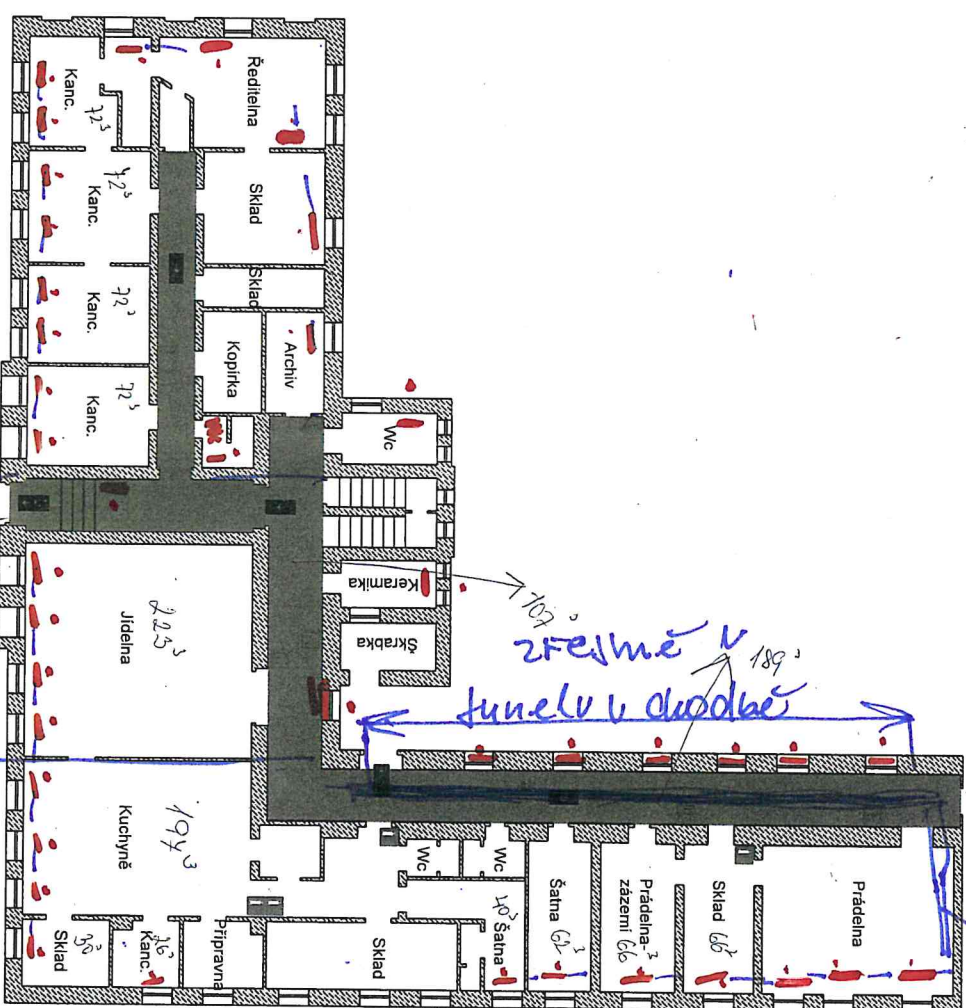 Kanc.
72³
Ředitelna
Kanc.
72³
Sklad
Kanc.
72³
Sklad
Kopírka
Archiv
Kanc.
72³
Wc
Jídelna
223³
Keramika
Škrabka
107³
zřejmě v
189³
tunelu v chodbě
Kuchyně
197³
Wc
Wc
Šatna 62³
Prádelna-
zázemí 66³
Sklad 66³
Prádelna
Sklad
30³
Kanc.
26³
Přípravna
Sklad
40³ Šatna